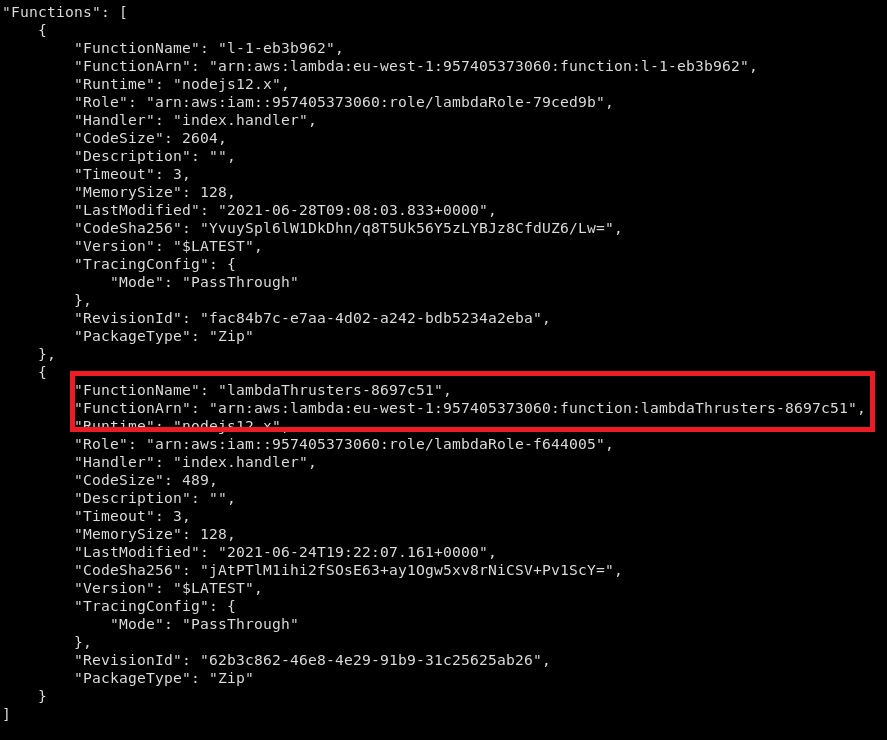 "Functions": [
{
"FunctionName": "l-1-eb3b962",
"FunctionArn": "arn:aws:lambda:eu-west-1:957405373060:function:l-1-eb3b962",
"Runtime": "nodejs12.x",
"Role": "arn:aws:iam::957405373060:role/lambdaRole-79ced9b",
"Handler": "index.handler",
"CodeSize": 2604,
"Description": "",
"Timeout": 3,
"MemorySize": 128,
"LastModified": "2021-06-28T09:08:03.833+0000",
"CodeSha256": "YvuySpl6lW1DkDhn/q8T5Uk56Y5zLYBJz8CfdUZ6/Lw=",
"Version": "$LATEST",
"TracingConfig": {
"Mode": "PassThrough"
},
"RevisionId": "fac84b7c-e7aa-4d02-a242-bdb5234a2eba",
"PackageType": "Zip"
},
{
"FunctionName": "lambdaThrusters-8697c51",
"FunctionArn": "arn:aws:lambda:eu-west-1:957405373060:function:lambdaThrusters-8697c51",
"Runtime": "nodejs12.x",
"Role": "arn:aws:iam::957405373060:role/lambdaRole-f644005",
"Handler": "index.handler",
"CodeSize": 489,
"Description": "",
"Timeout": 3,
"MemorySize": 128,
"LastModified": "2021-06-24T19:22:07.161+0000",
"CodeSha256": "jAtPTlM1ihi2fSOsE63+ay1Ogw5xv8rNiCSV+Pv1ScY=",
"Version": "$LATEST",
"TracingConfig": {
"Mode": "PassThrough"
},
"RevisionId": "62b3c862-46e8-4e29-91b9-31c25625ab26",
"PackageType": "Zip"
}
]